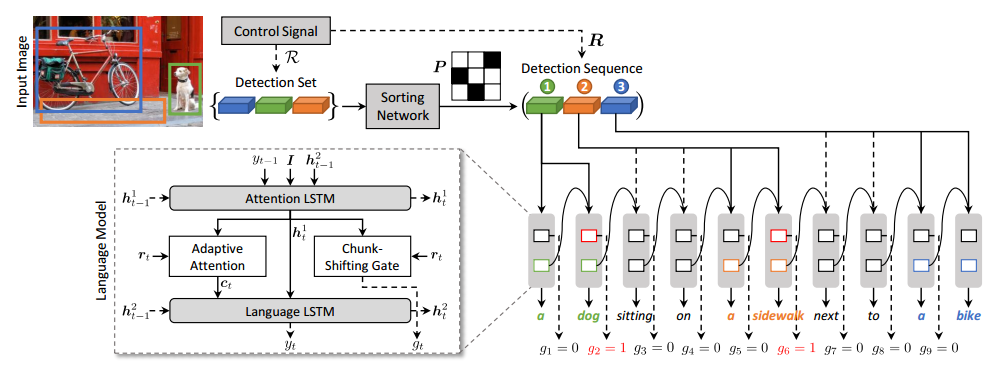 Input Image
Control Signal
ℛ
R
Detection Set
P
Detection Sequence
{ }
Sorting Network
( 1 2 3 )
Language Model
y_{t-1} I h^2_{t-1}
h^1_{t-1} Attention LSTM h^1_t
h^1_t
r_t Adaptive Attention Chunk-Shifting Gate r_t
c_t
h^2_{t-1} Language LSTM h^2_t
y_t g_t
a dog sitting on a sidewalk next to a bike
g_1 = 0 g_2 = 1 g_3 = 0 g_4 = 0 g_5 = 0 g_6 = 1 g_7 = 0 g_8 = 0 g_9 = 0